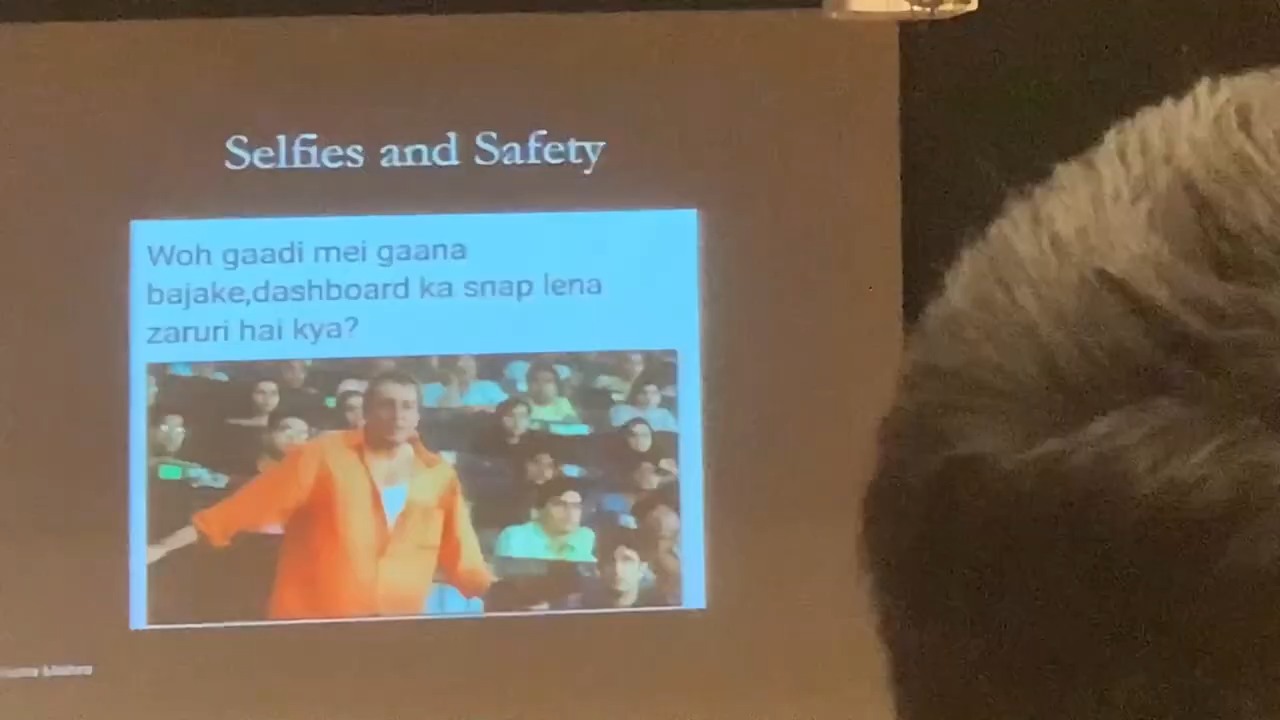 Selfies and Safety
Woh gaadi mei gaana
bajake,dashboard ka snap lena
zaruri hai kya?